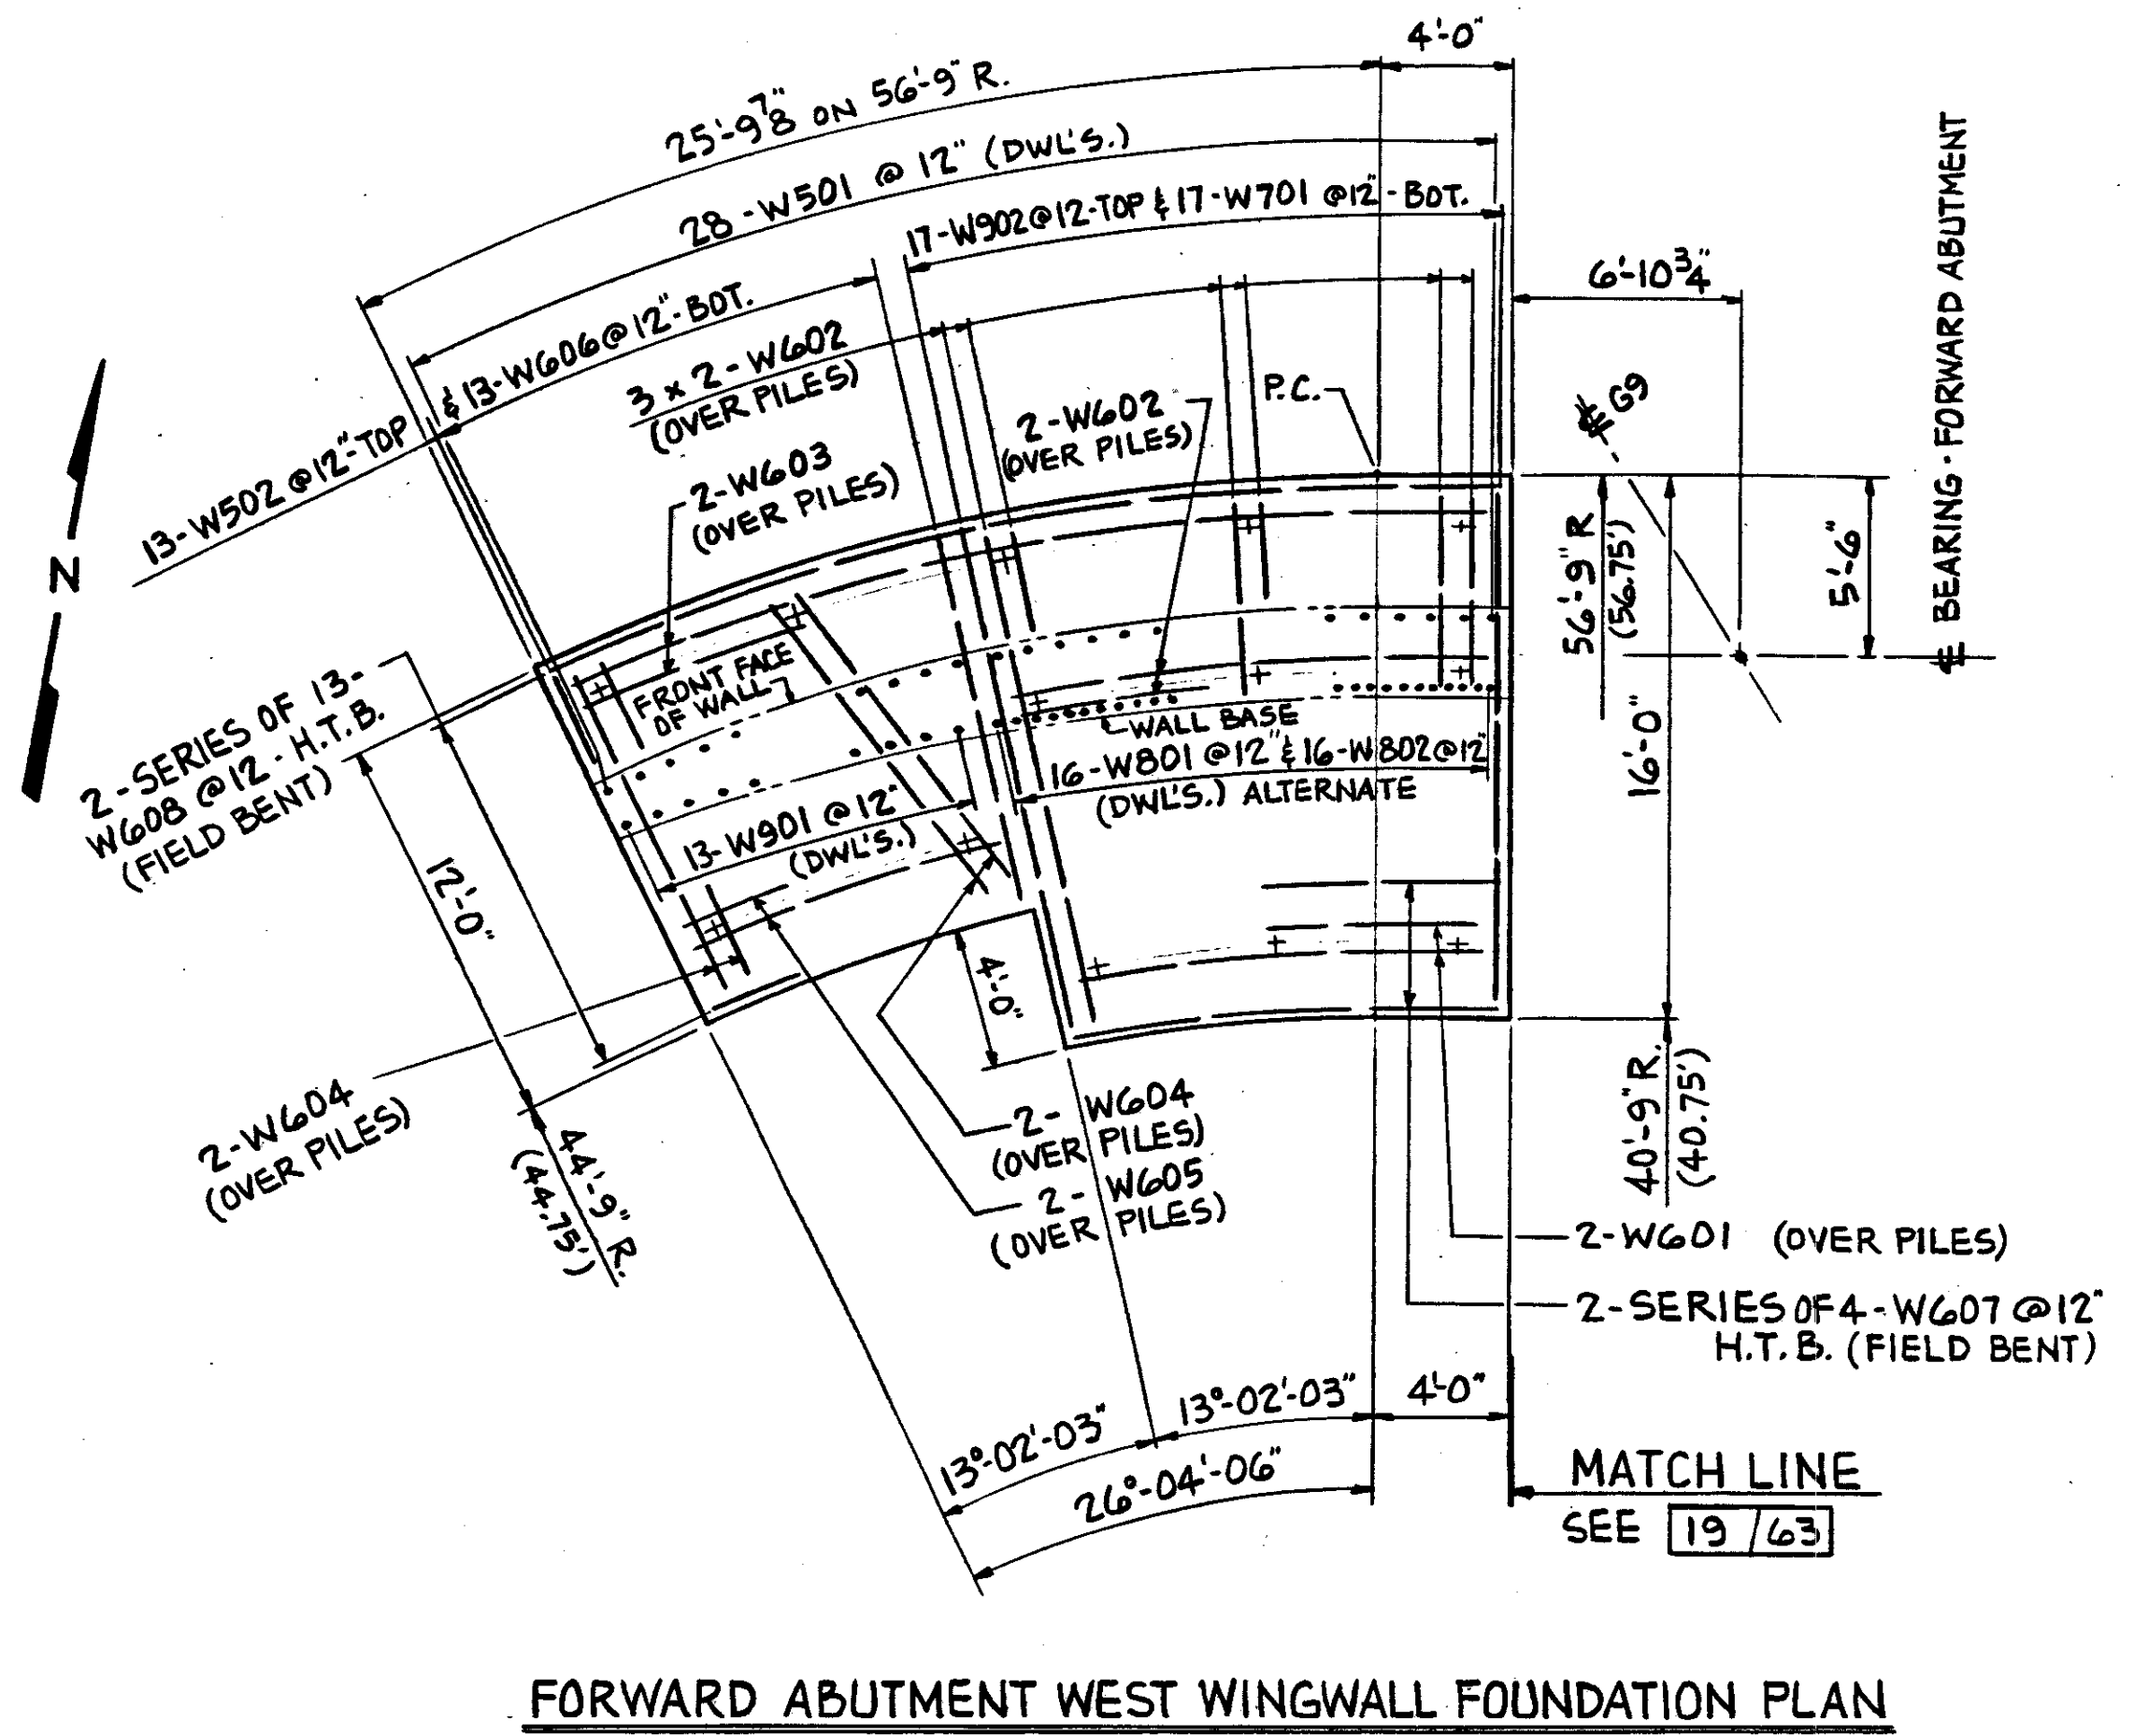 4'-0"
25'-9 7/8" ON 56'-9" R.
28-W501 @ 12" (DWL'S.)
17-W902@12-TOP & 17-W701 @12"-BOT.
13-W502 @12"-TOP & 13-W606@12"-BOT.
3 x 2-W602
(OVER PILES)
2-W603
(OVER PILES)
2-W602
(OVER PILES)
P.C.
6'-10 3/4"
℄ G9
℄ BEARING-FORWARD ABUTMENT
N
56'-9" R
(56.75')
16'-0"
5'-6"
FRONT FACE
OF WALL
WALL BASE
2-SERIES OF 13-
W608 @12-H.T.B.
(FIELD BENT)
12'-0"
13-W901 @12"
(DWL'S.)
16-W801 @12" & 16-W802@12"
(DWL'S.) ALTERNATE
4'-0"
2-W604
(OVER PILES)
44'-9" R.
(44.75')
2- W604
(OVER PILES)
2- W605
(OVER PILES)
40'-9" R.
(40.75')
2-W601 (OVER PILES)
2-SERIES OF 4-W607 @12"
H.T.B. (FIELD BENT)
13°-02'-03"
13°-02'-03"
4'-0"
26°-04'-06"
MATCH LINE
SEE 19/63
FORWARD ABUTMENT WEST WINGWALL FOUNDATION PLAN